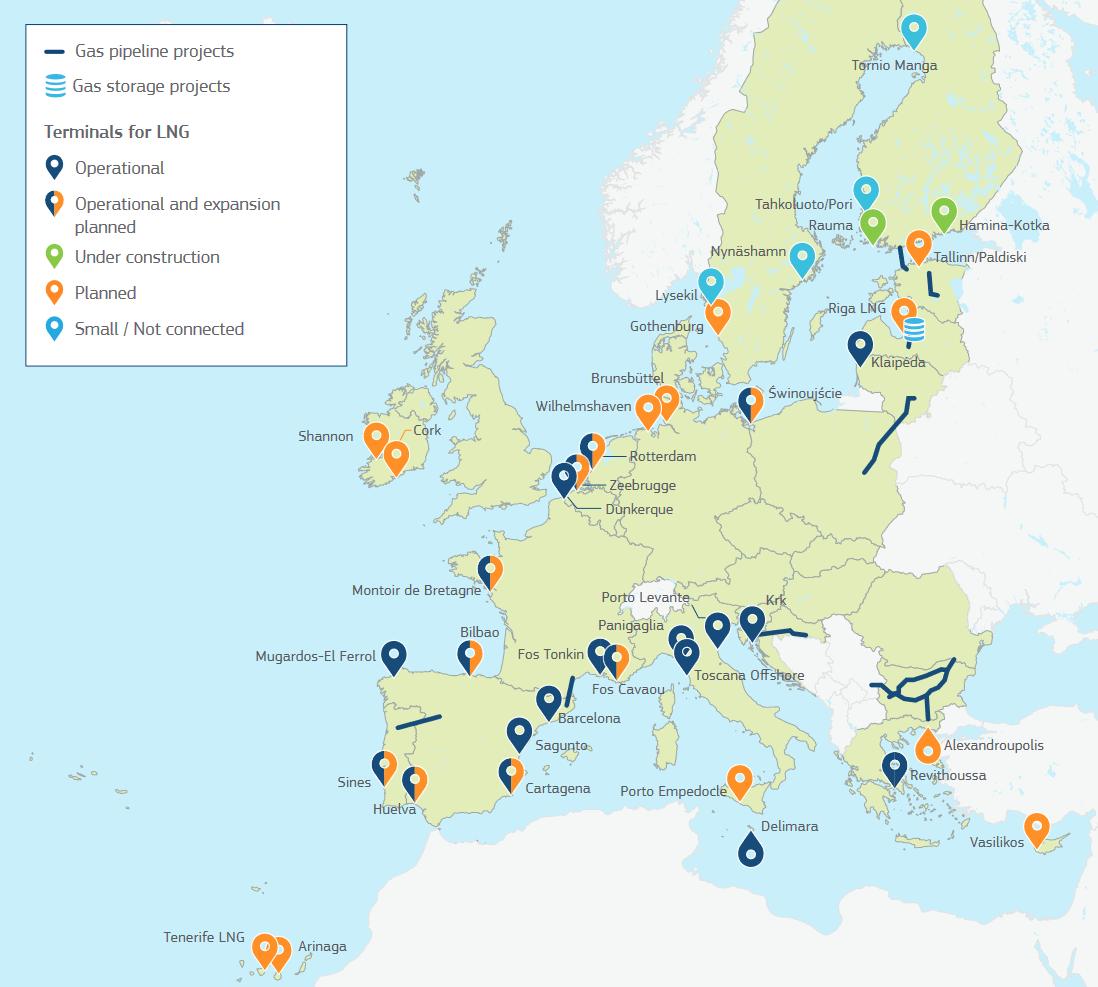 Gas pipeline projects
Gas storage projects
Terminals for LNG
Operational
Operational and expansion
planned
Under construction
Planned
Small / Not connected
Tornio Manga
Tahkoluoto/Pori
Rauma
Hamina-Kotka
Nynäshamn
Tallinn/Paldiski
Lysekil
Riga LNG
Gothenburg
Klaipėda
Brunsbüttel
Świnoujście
Wilhelmshaven
Cork
Shannon
Rotterdam
Zeebrugge
Dunkerque
Montoir de Bretagne
Porto Levante
Krk
Panigaglia
Bilbao
Mugardos-El Ferrol
Fos Tonkin
Toscana Offshore
Fos Cavaou
Barcelona
Sagunto
Alexandroupolis
Revithoussa
Sines
Cartagena
Porto Empedocle
Huelva
Delimara
Vasilikos
Tenerife LNG
Arinaga